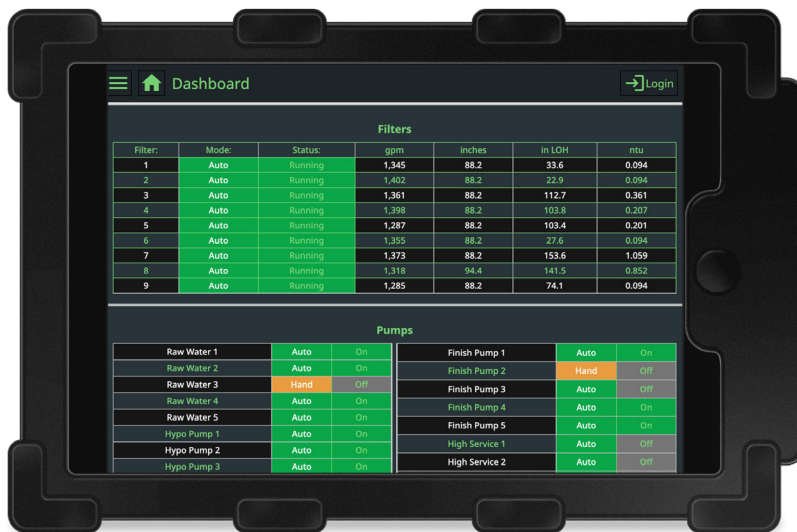 Dashboard
Login
Filters
Filter: Mode: Status: gpm inches in LOH ntu
1 Auto Running 1,345 88.2 33.6 0.094
2 Auto Running 1,402 88.2 22.9 0.094
3 Auto Running 1,361 88.2 112.7 0.361
4 Auto Running 1,398 88.2 103.8 0.207
5 Auto Running 1,287 88.2 103.4 0.201
6 Auto Running 1,355 88.2 27.6 0.094
7 Auto Running 1,373 88.2 153.6 1.059
8 Auto Running 1,318 94.4 141.5 0.852
9 Auto Running 1,285 88.2 74.1 0.094
Pumps
Raw Water 1 Auto On Finish Pump 1 Auto On
Raw Water 2 Auto On Finish Pump 2 Hand Off
Raw Water 3 Hand Off Finish Pump 3 Auto Off
Raw Water 4 Auto On Finish Pump 4 Auto On
Raw Water 5 Auto On Finish Pump 5 Auto On
Hypo Pump 1 Auto On High Service 1 Auto Off
Hypo Pump 2 Auto On High Service 2 Auto Off
Hypo Pump 3 Auto On